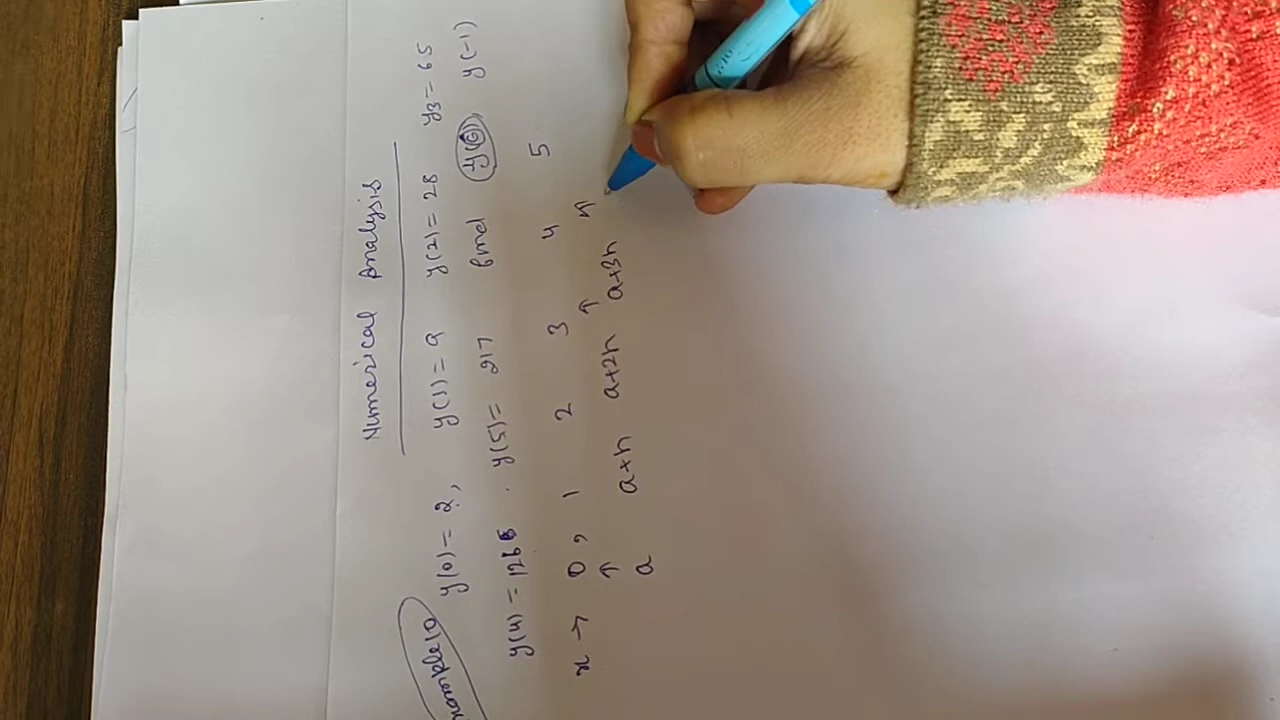 Numerical Analysis
Example 10
y(0) = 2, y(1) = 9 y(2) = 28 y3 = 65
y(4) = 126 . y(5) = 217 find y(6) y(-1)
x → 0, 1 2 3 4 5
↑ ↑ ↑
a a+h a+2h a+3h